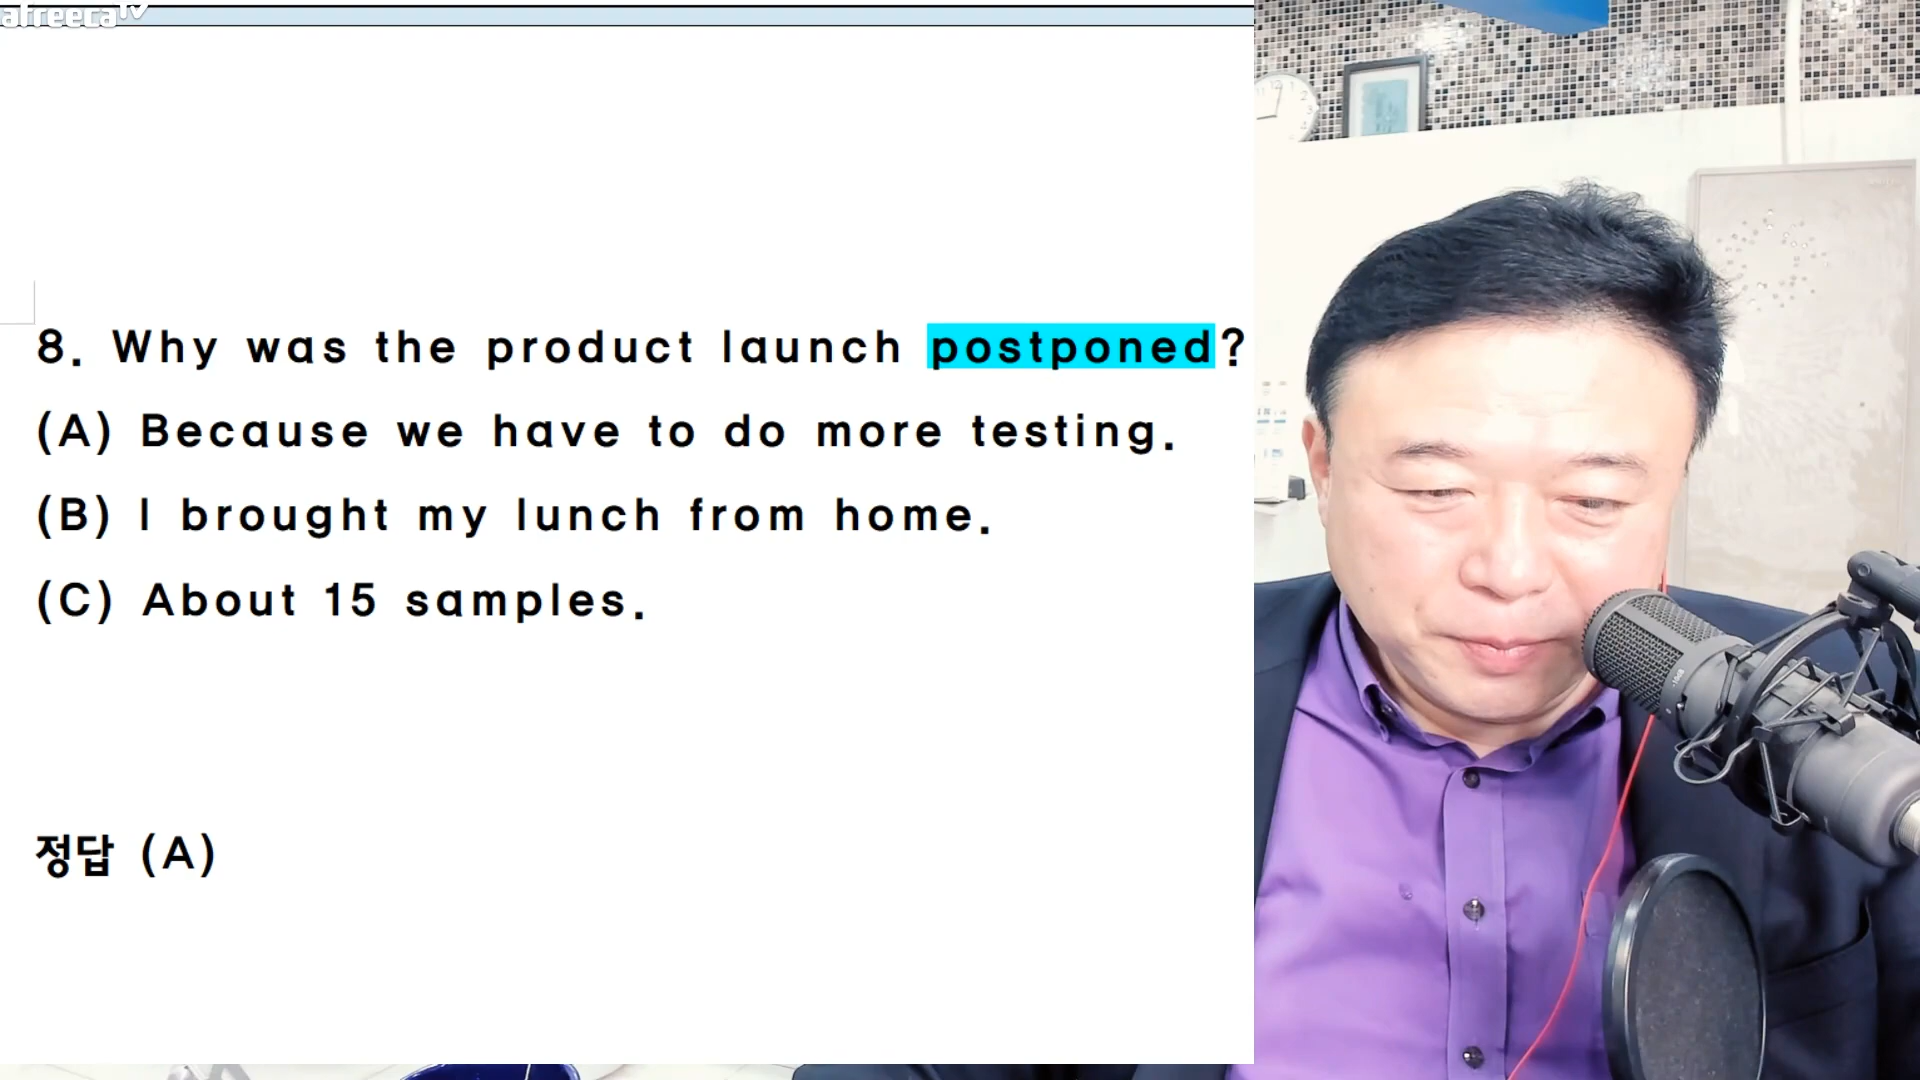 afreecaTV
8. Why was the product launch postponed?
(A) Because we have to do more testing.
(B) I brought my lunch from home.
(C) About 15 samples.
정답 (A)